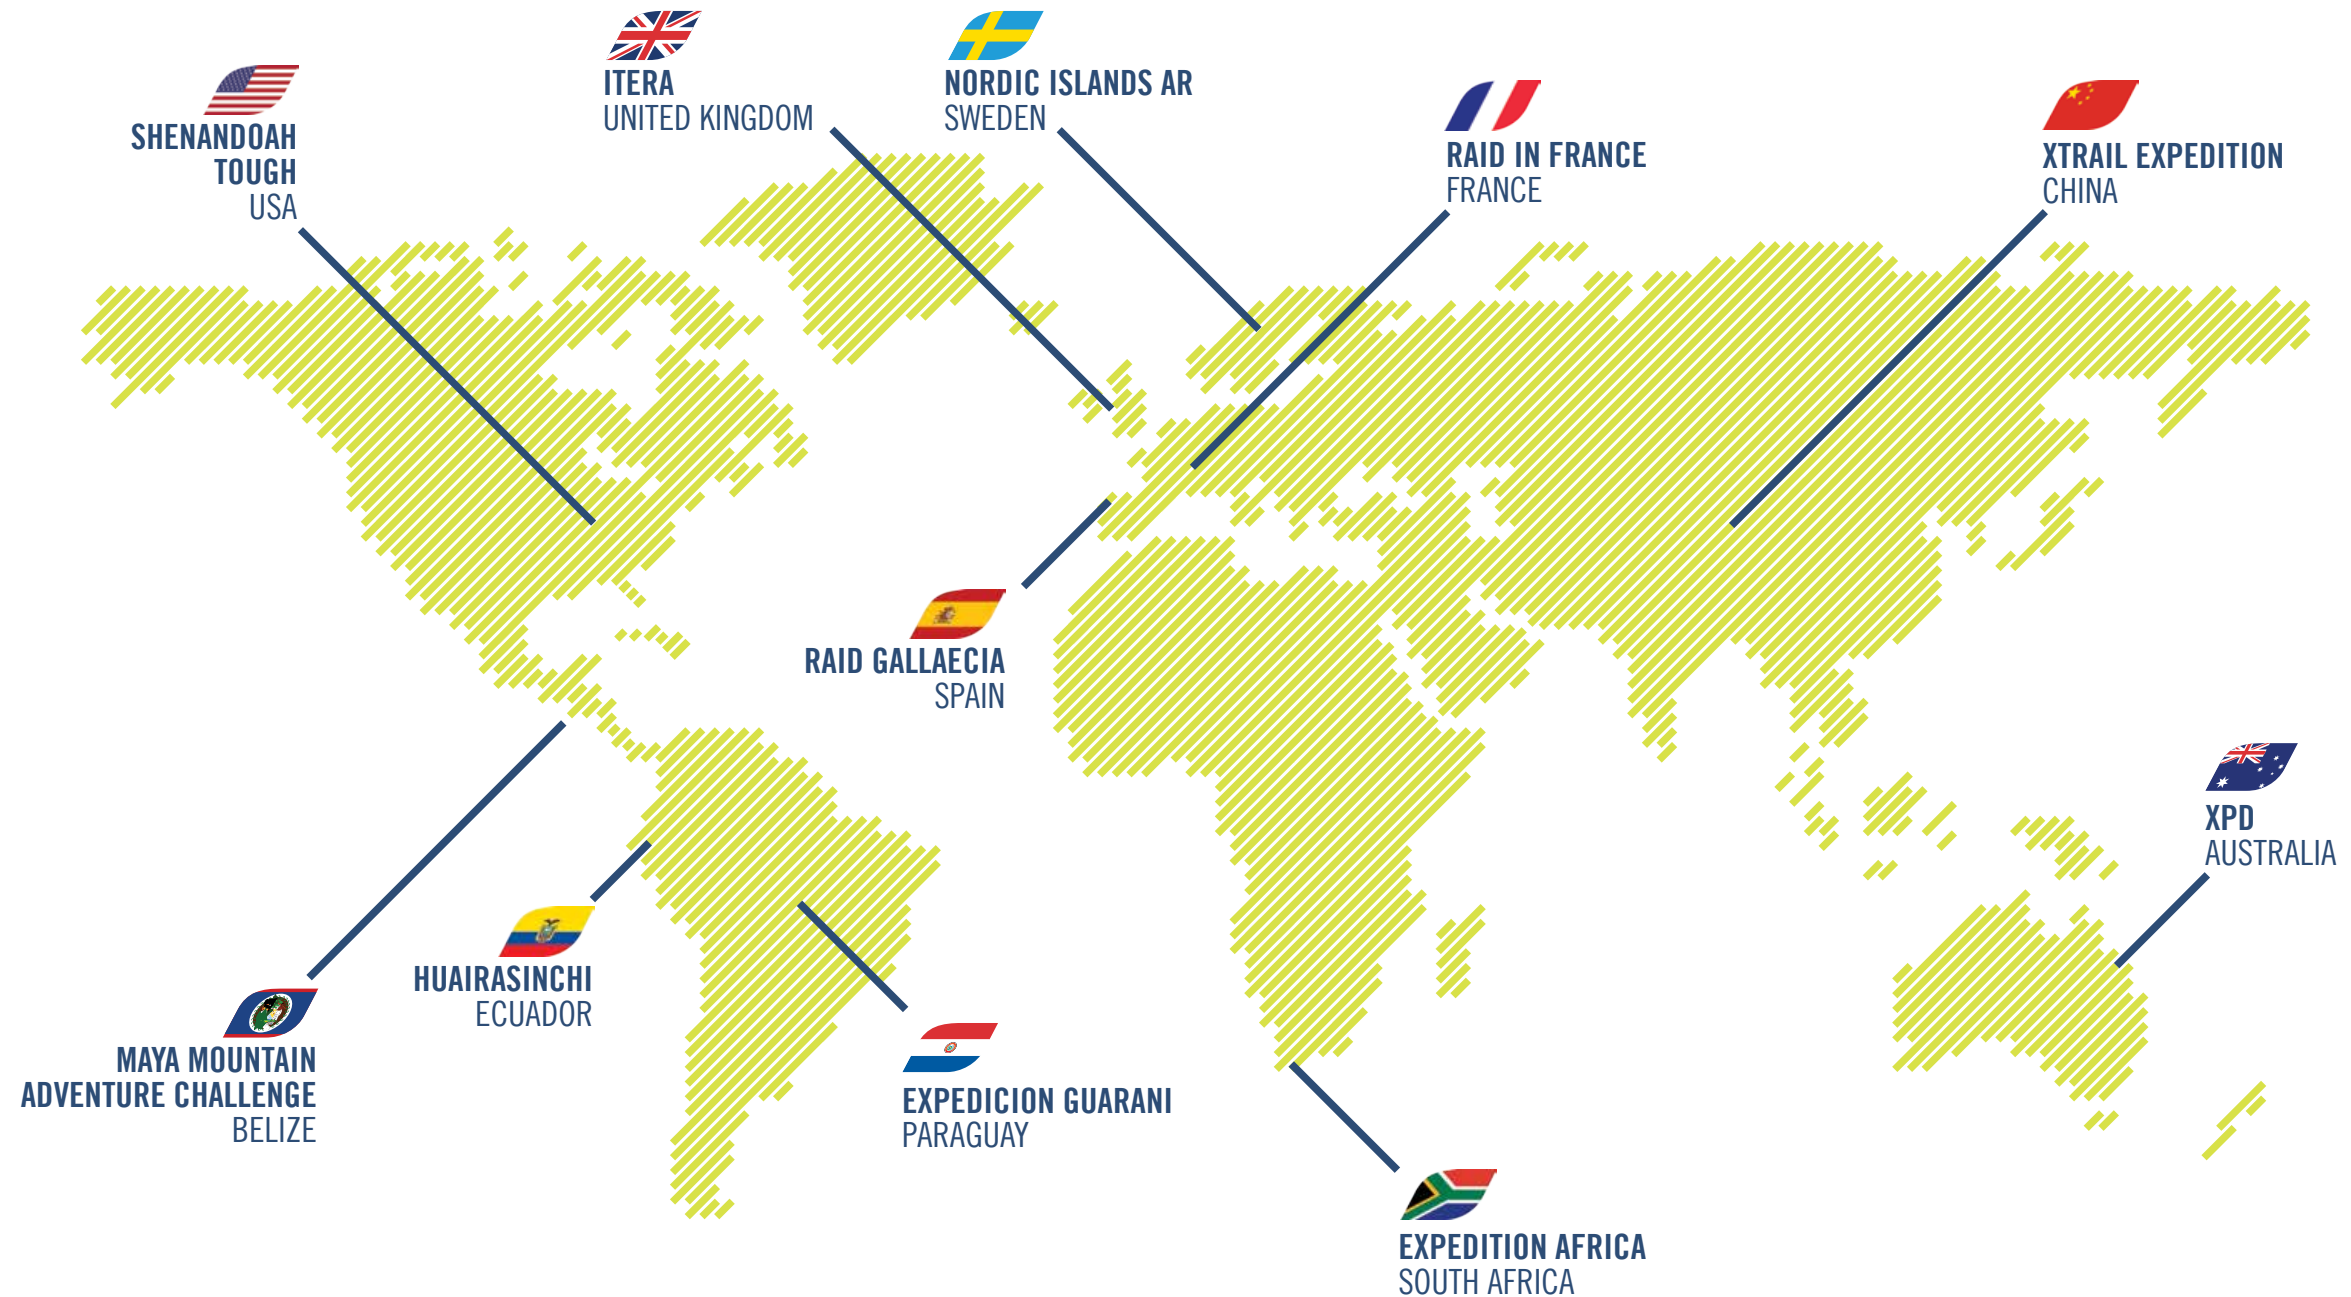 ITERA
UNITED KINGDOM
NORDIC ISLANDS AR
SWEDEN
SHENANDOAH
TOUGH
USA
RAID IN FRANCE
FRANCE
XTRAIL EXPEDITION
CHINA
RAID GALLAECIA
SPAIN
XPD
AUSTRALIA
HUAIRASINCHI
ECUADOR
MAYA MOUNTAIN
ADVENTURE CHALLENGE
BELIZE
EXPEDICION GUARANI
PARAGUAY
EXPEDITION AFRICA
SOUTH AFRICA